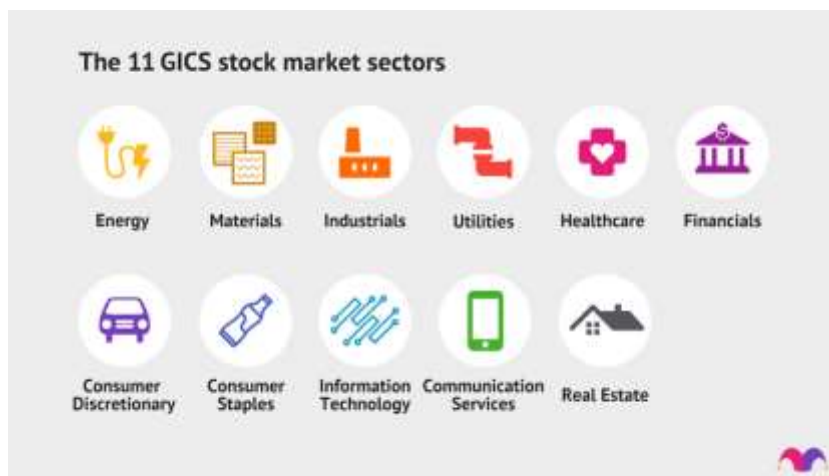 The 11 GICS stock market sectors
Energy
Materials
Industrials
Utilities
Healthcare
Financials
Consumer
Discretionary
Consumer
Staples
Information
Technology
Communication
Services
Real Estate